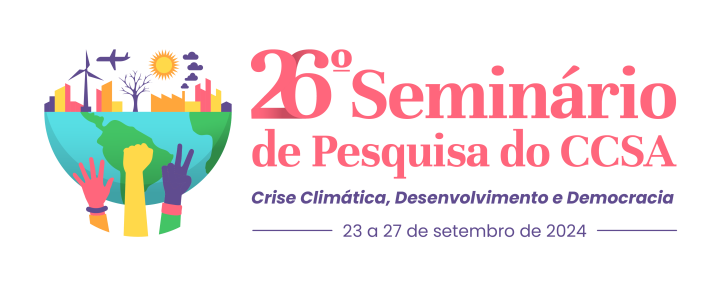 26º Seminário
de Pesquisa do CCSA
Crise Climática, Desenvolvimento e Democracia
23 a 27 de setembro de 2024